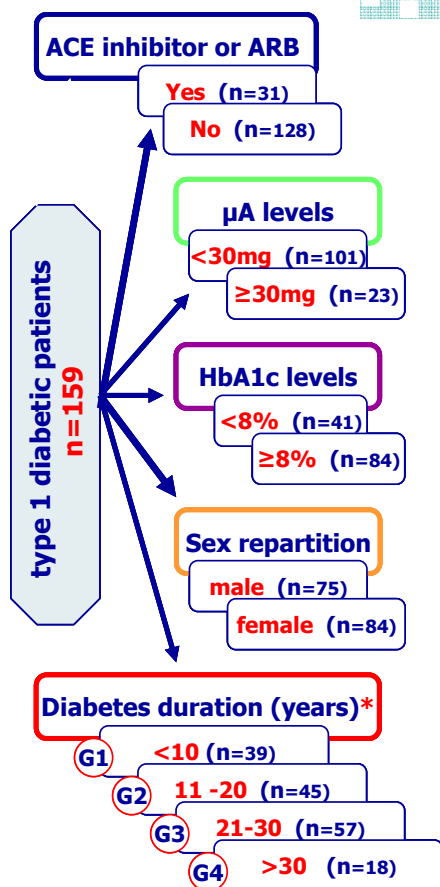 ACE inhibitor or ARB
Yes (n=31)
No (n=128)
µA levels
<30mg (n=101)
≥30mg (n=23)
type 1 diabetic patients
n=159
HbA1c levels
<8% (n=41)
≥8% (n=84)
Sex repartition
male (n=75)
female (n=84)
Diabetes duration (years)*
G1 <10 (n=39)
G2 11 -20 (n=45)
G3 21-30 (n=57)
G4 >30 (n=18)